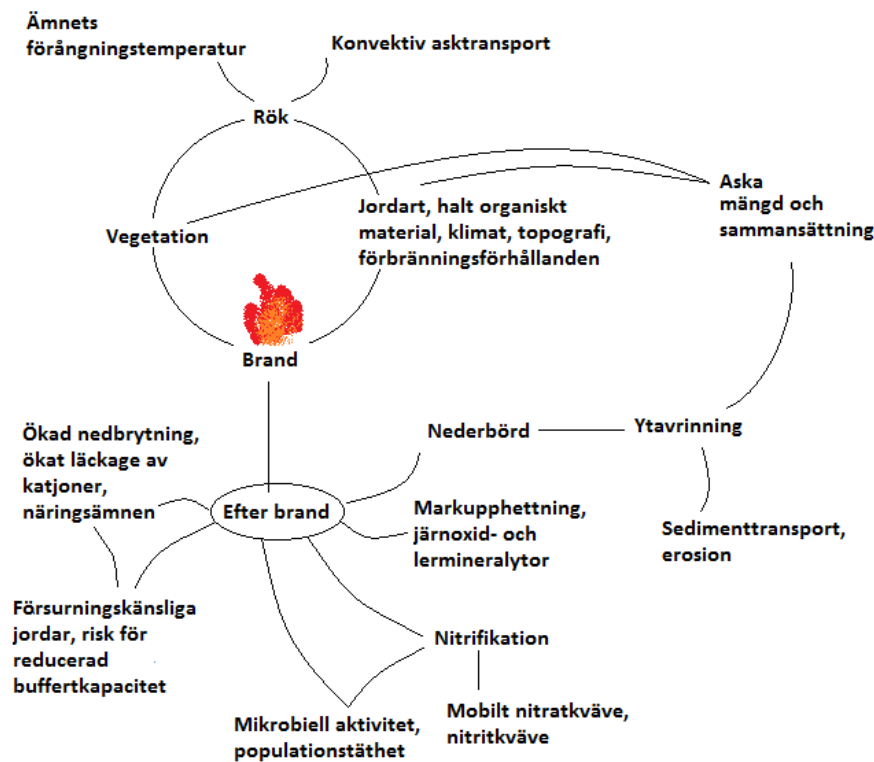 Ämnets
förångningstemperatur
Konvektiv asktransport
Rök
Aska
mängd och
sammansättning
Jordart, halt organiskt
material, klimat, topografi,
förbränningsförhållanden
Vegetation
Brand
Nederbörd
Ytavrinning
Ökad nedbrytning,
ökat läckage av
katjoner,
näringsämnen
Efter brand
Markupphettning,
järnoxid- och
lermineralytor
Sedimenttransport,
erosion
Försurningskänsliga
jordar, risk för
reducerad
buffertkapacitet
Nitrifikation
Mikrobiell aktivitet,
populationstäthet
Mobilt nitratkväve,
nitritkväve